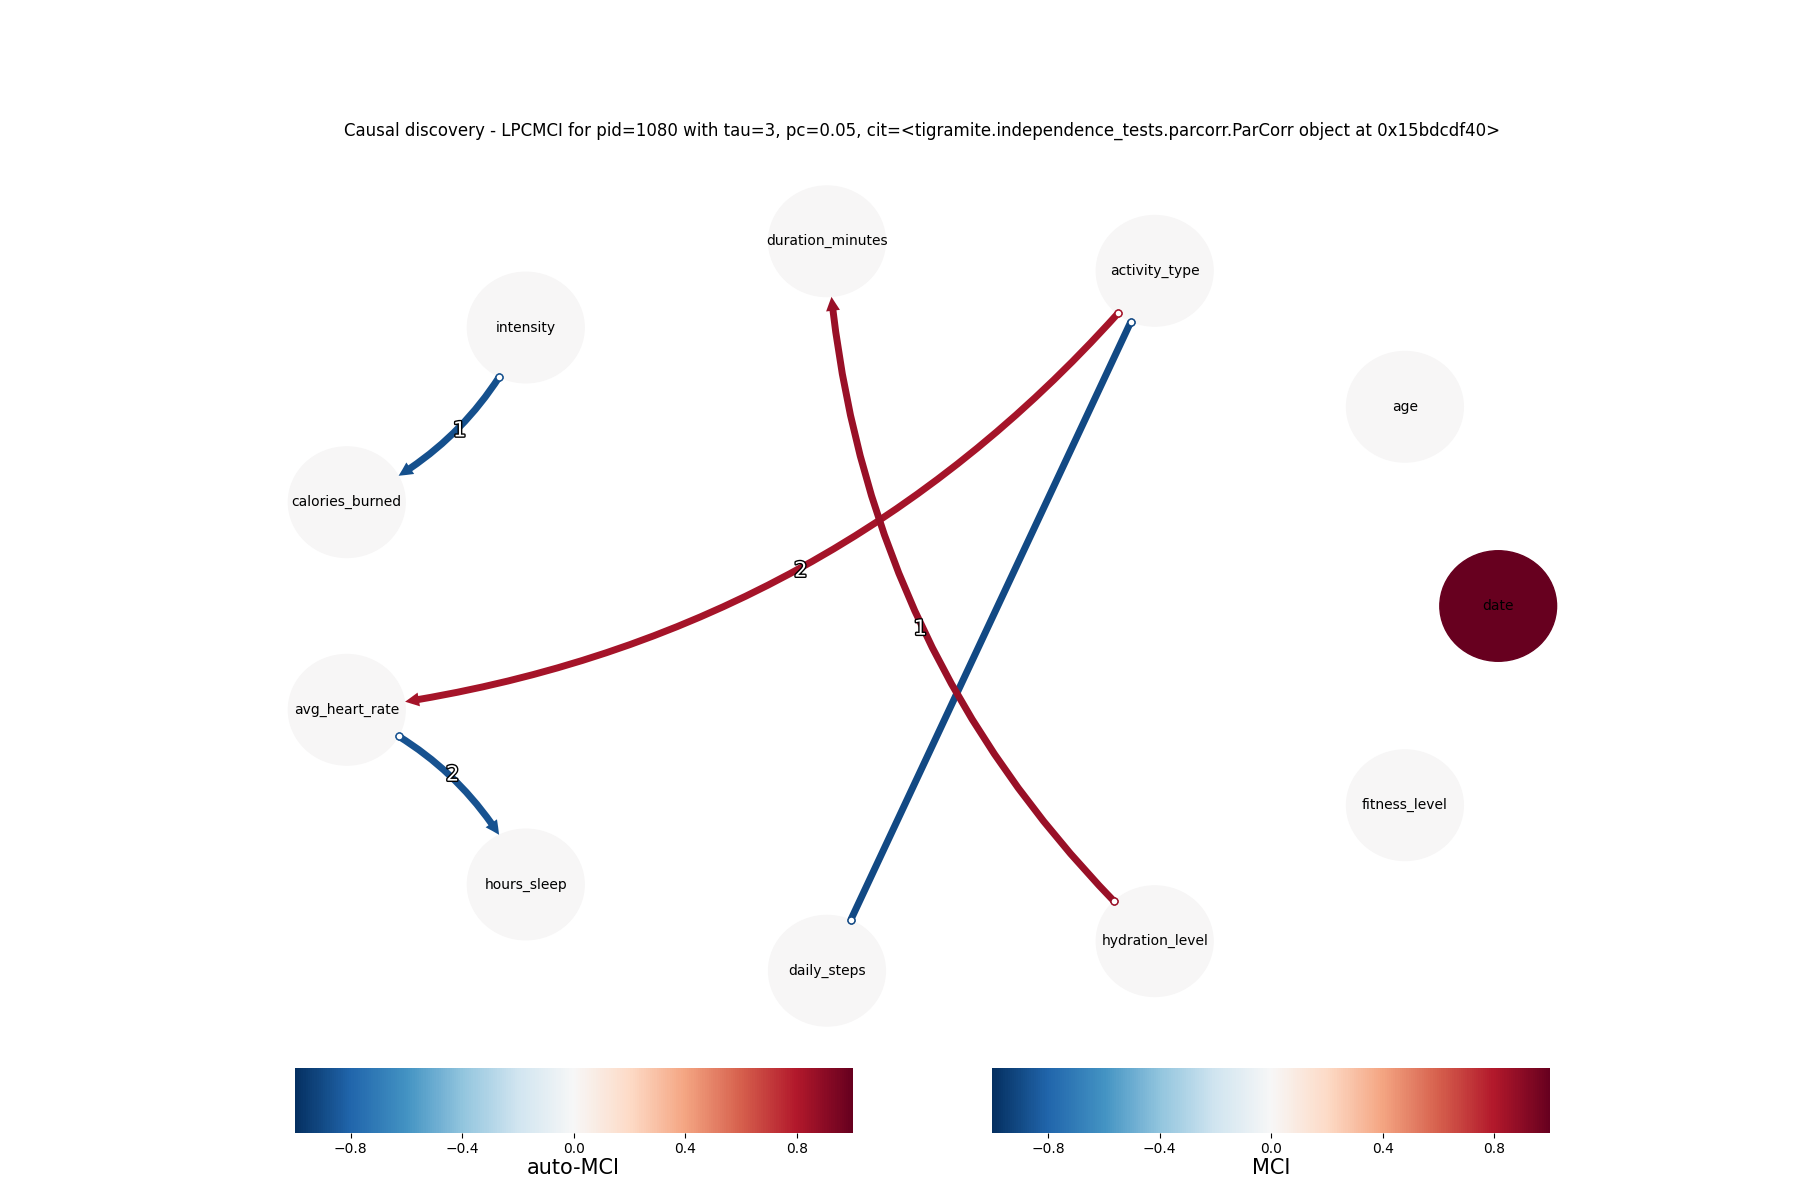 Causal discovery - LPCMCI for pid=1080 with tau=3, pc=0.05, cit=<tigramite.independence_tests.parcorr.ParCorr object at 0x15bdcdf40>
duration_minutes
activity_type
intensity
age
1
calories_burned
2
date
1
avg_heart_rate
2
fitness_level
hours_sleep
hydration_level
daily_steps
−0.8 −0.4 0.0 0.4 0.8
auto-MCI
−0.8 −0.4 0.0 0.4 0.8
MCI